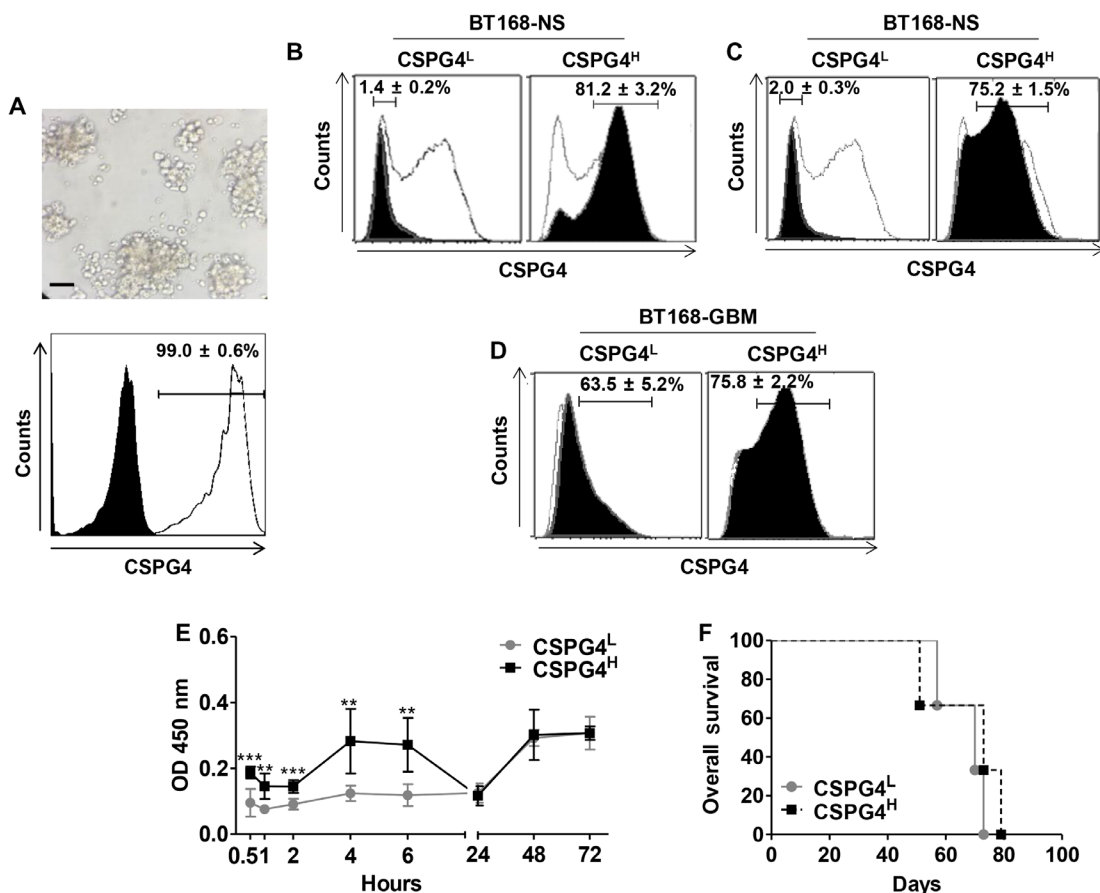 A
99.0 ± 0.6%
Counts
CSPG4
B
BT168-NS
CSPG4L
CSPG4H
1.4 ± 0.2%
81.2 ± 3.2%
Counts
CSPG4
C
BT168-NS
CSPG4L
CSPG4H
2.0 ± 0.3%
75.2 ± 1.5%
Counts
CSPG4
D
BT168-GBM
CSPG4L
CSPG4H
63.5 ± 5.2%
75.8 ± 2.2%
Counts
CSPG4
E
0.6
0.4
0.2
0.0
OD 450 nm
CSPG4L
CSPG4H
*** ** *** ** **
0.5 1 2 4 6 24 48 72
Hours
F
100
80
60
40
20
0
Overall survival
CSPG4L
CSPG4H
0 20 40 60 80 100
Days